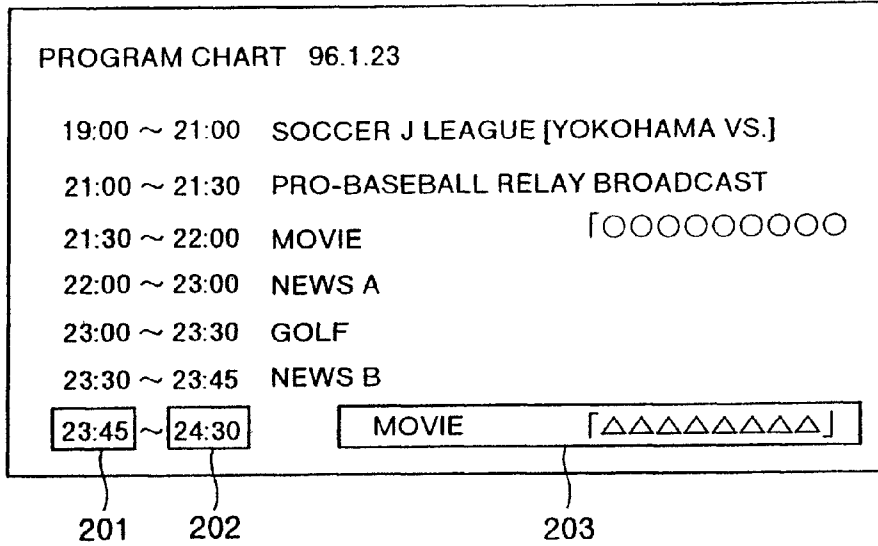 PROGRAM CHART 96.1.23
19:00 ~ 21:00 SOCCER J LEAGUE [YOKOHAMA VS.]
21:00 ~ 21:30 PRO-BASEBALL RELAY BROADCAST
21:30 ~ 22:00 MOVIE 「○○○○○○○○○
22:00 ~ 23:00 NEWS A
23:00 ~ 23:30 GOLF
23:30 ~ 23:45 NEWS B
23:45 ~ 24:30 MOVIE 「△△△△△△△△」
201 202 203